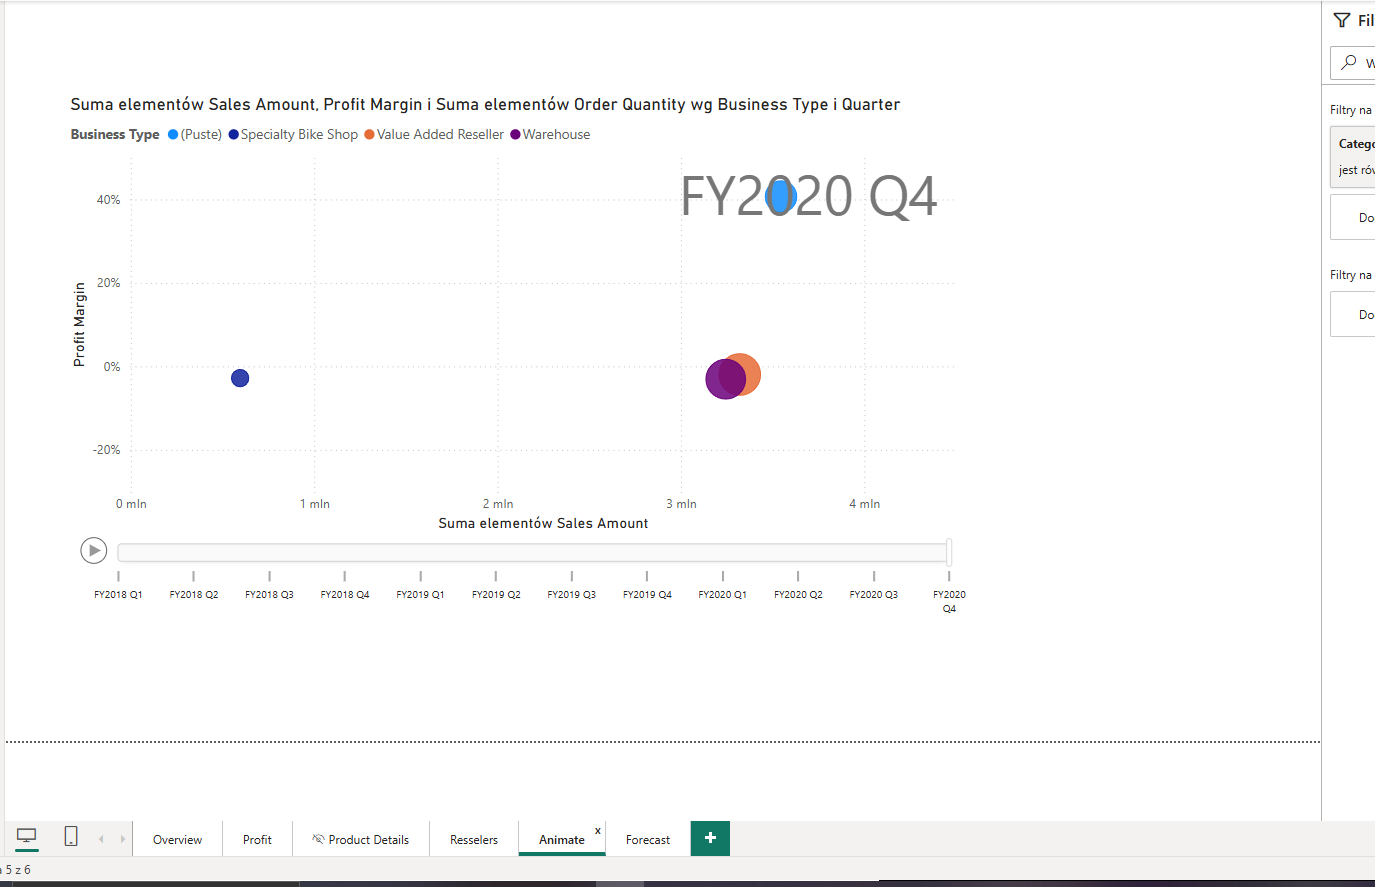 Fil
W
Suma elementów Sales Amount, Profit Margin i Suma elementów Order Quantity wg Business Type i Quarter
Business Type (Puste) Specialty Bike Shop Value Added Reseller Warehouse
Filtry na
Catego
jest rów
Do
Filtry na
Do
FY2020 Q4
Profit Margin
40%
20%
0%
-20%
0 mln 1 mln 2 mln 3 mln 4 mln
Suma elementów Sales Amount
FY2018 Q1 FY2018 Q2 FY2018 Q3 FY2018 Q4 FY2019 Q1 FY2019 Q2 FY2019 Q3 FY2019 Q4 FY2020 Q1 FY2020 Q2 FY2020 Q3 FY2020
Q4
Overview Profit Product Details Resselers Animate x Forecast +
5 z 6